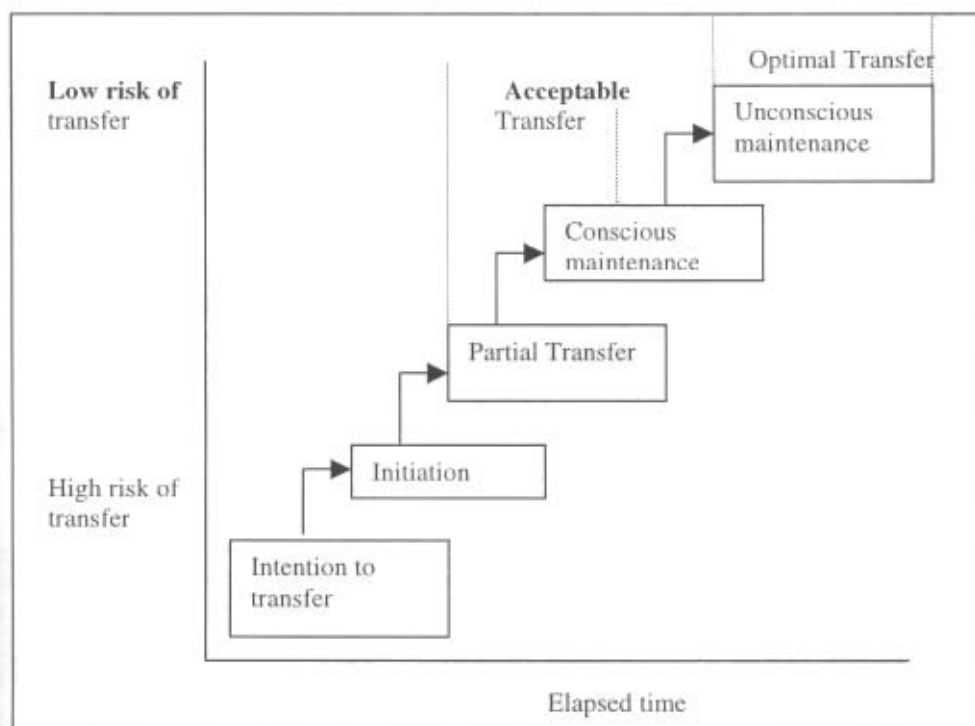 Optimal Transfer
Low risk of
transfer
Acceptable
Transfer
Unconscious
maintenance
Conscious
maintenance
Partial Transfer
Initiation
High risk of
transfer
Intention to
transfer
Elapsed time